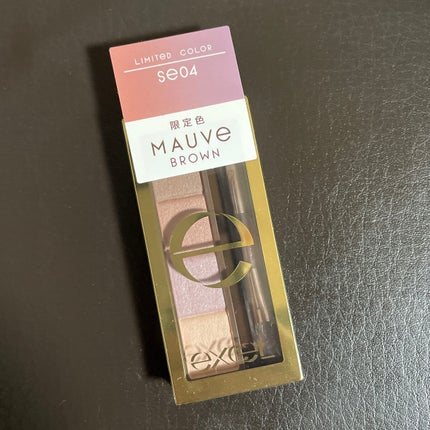 LIMITED COLOR
SE04
限定色
MAUVE
BROWN
e
excel